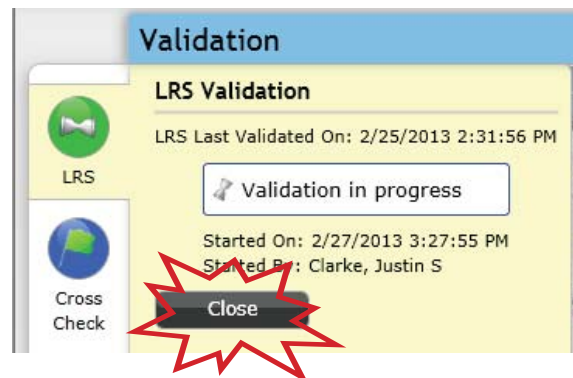 Validation
LRS Validation
LRS Last Validated On: 2/25/2013 2:31:56 PM
LRS
Validation in progress
Started On: 2/27/2013 3:27:55 PM
Started By: Clarke, Justin S
Cross
Check
Close